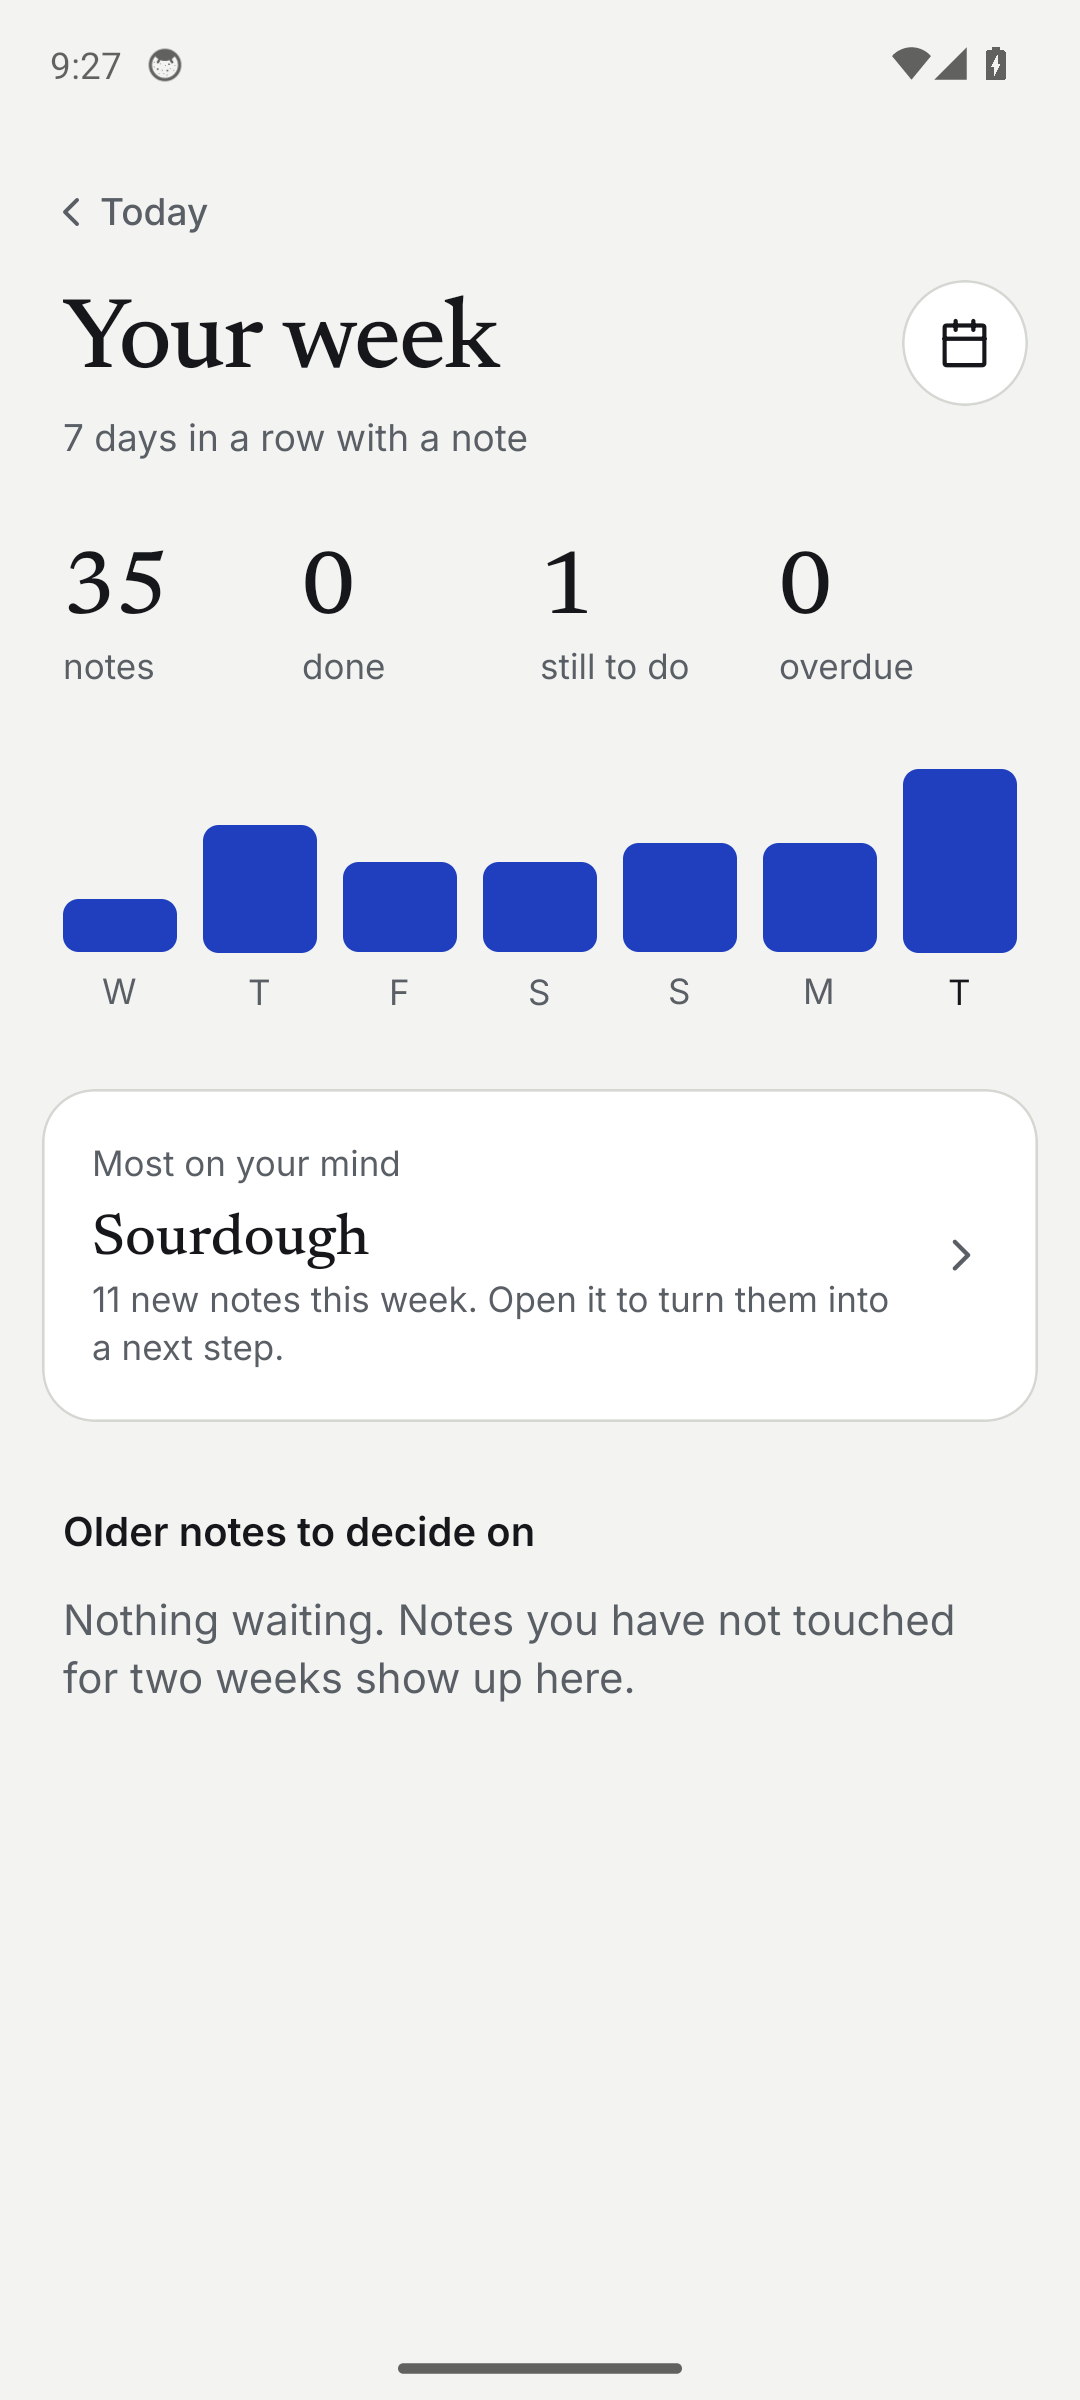 9:27
Today
Your week
7 days in a row with a note
35 0 1 0
notes done still to do overdue
W T F S S M T
Most on your mind
Sourdough
11 new notes this week. Open it to turn them into
a next step.
Older notes to decide on
Nothing waiting. Notes you have not touched
for two weeks show up here.